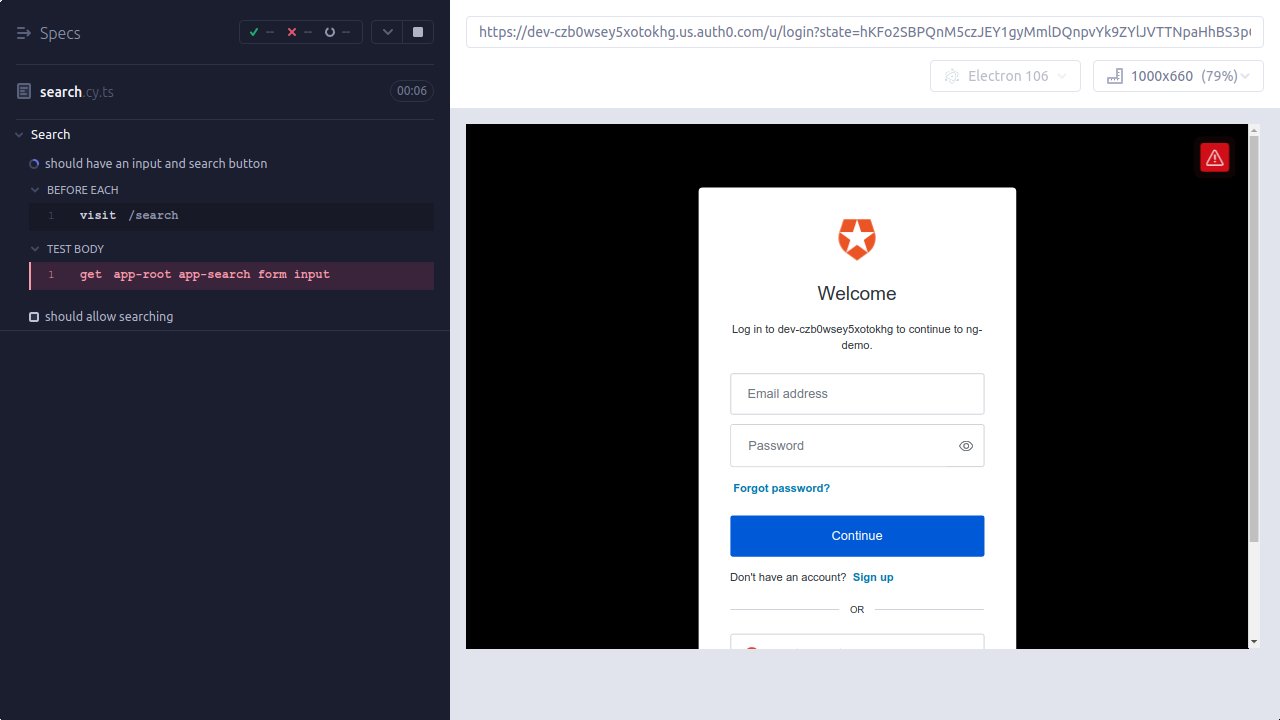 Specs
-- -- --
search.cy.ts
00:06
Search
should have an input and search button
BEFORE EACH
1 visit /search
TEST BODY
1 get app-root app-search form input
should allow searching
https://dev-czb0wsey5xotokhg.us.auth0.com/u/login?state=hKFo2SBPQnM5czJEY1gyMmlDQnpvYk9ZYlJVTTNpaHhBS3p
Electron 106
1000x660 (79%)
Welcome
Log in to dev-czb0wsey5xotokhg to continue to ng-
demo.
Email address
Password
Forgot password?
Continue
Don't have an account? Sign up
OR